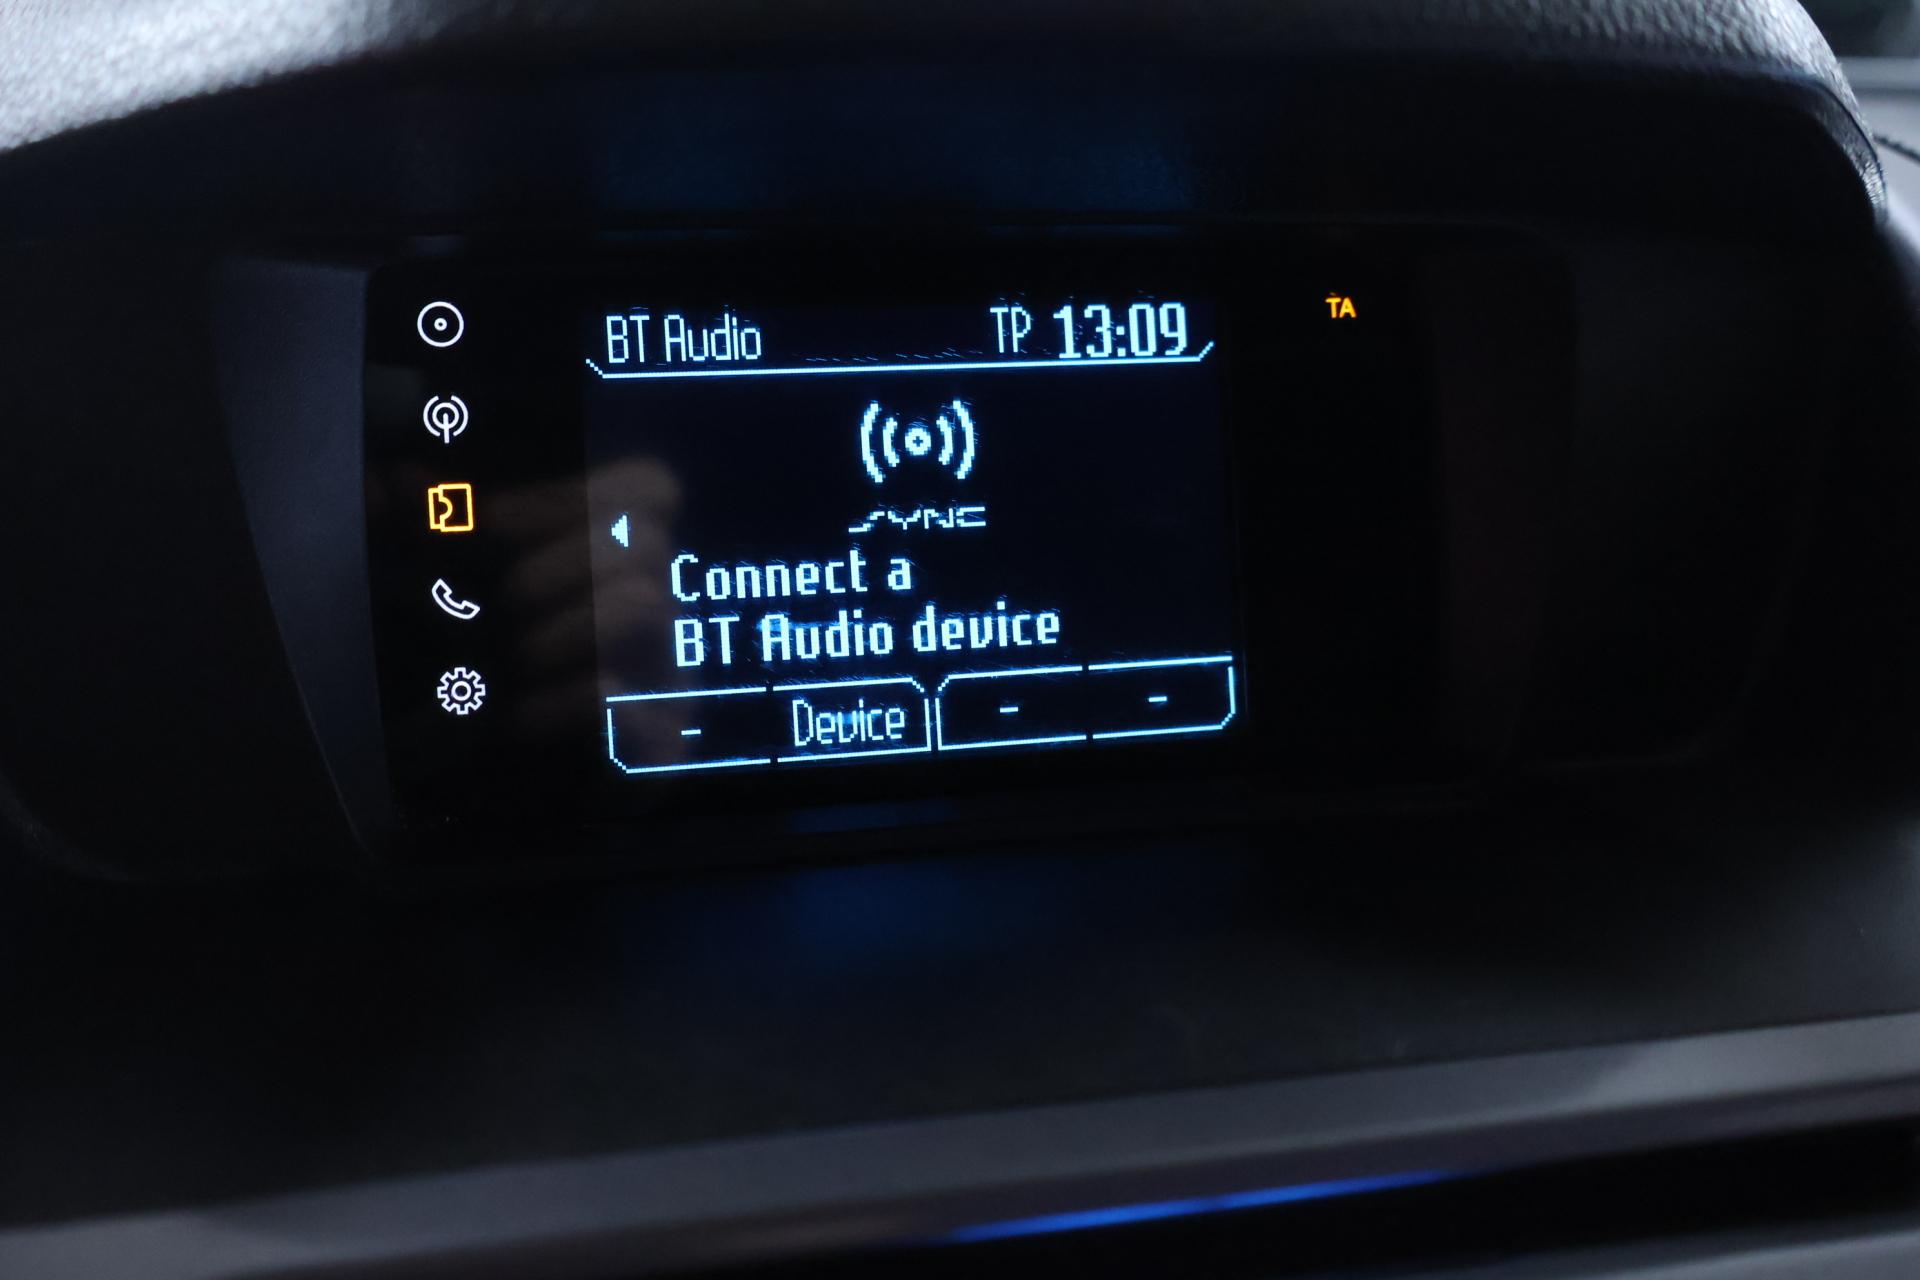 BT Audio TP 13:09
TA
SYNC
Connect a
BT Audio device
- Device - -